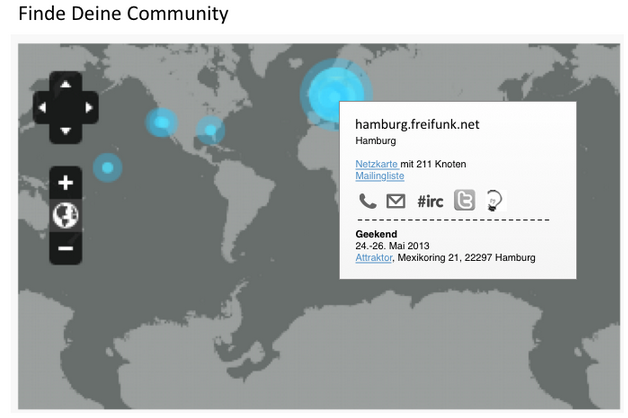 Finde Deine Community
hamburg.freifunk.net
Hamburg
Netzkarte mit 211 Knoten
Mailingliste
#irc
Geekend
24.-26. Mai 2013
Attraktor, Mexikoring 21, 22297 Hamburg